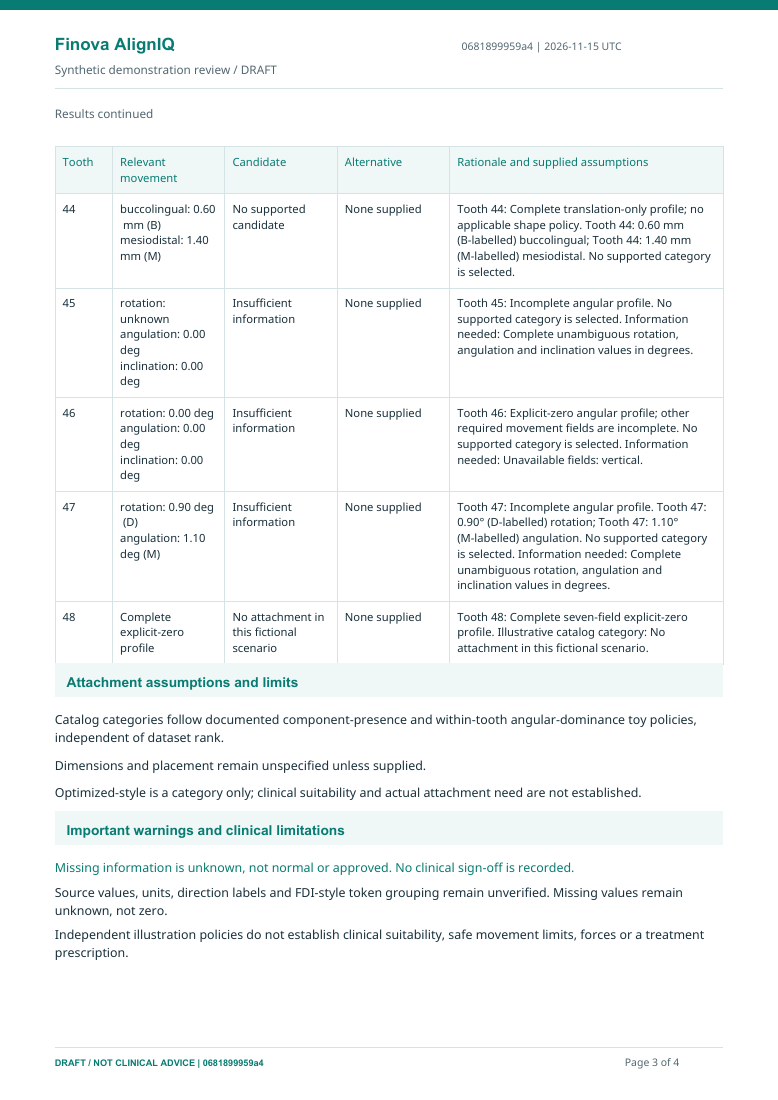 Finova AlignIQ
0681899959a4 | 2026-11-15 UTC
Synthetic demonstration review / DRAFT
Results continued
Tooth
Relevant
movement
Candidate
Alternative
Rationale and supplied assumptions
44
buccolingual: 0.60
mm (B)
mesiodistal: 1.40
mm (M)
No supported
candidate
None supplied
Tooth 44: Complete translation-only profile; no
applicable shape policy. Tooth 44: 0.60 mm
(B-labelled) buccolingual; Tooth 44: 1.40 mm
(M-labelled) mesiodistal. No supported category
is selected.
45
rotation:
unknown
angulation: 0.00
deg
inclination: 0.00
deg
Insufficient
information
None supplied
Tooth 45: Incomplete angular profile. No
supported category is selected. Information
needed: Complete unambiguous rotation,
angulation and inclination values in degrees.
46
rotation: 0.00 deg
angulation: 0.00
deg
inclination: 0.00
deg
Insufficient
information
None supplied
Tooth 46: Explicit-zero angular profile; other
required movement fields are incomplete. No
supported category is selected. Information
needed: Unavailable fields: vertical.
47
rotation: 0.90 deg
(D)
angulation: 1.10
deg (M)
Insufficient
information
None supplied
Tooth 47: Incomplete angular profile. Tooth 47:
0.90° (D-labelled) rotation; Tooth 47: 1.10°
(M-labelled) angulation. No supported category
is selected. Information needed: Complete
unambiguous rotation, angulation and
inclination values in degrees.
48
Complete
explicit-zero
profile
No attachment in
this fictional
scenario
None supplied
Tooth 48: Complete seven-field explicit-zero
profile. Illustrative catalog category: No
attachment in this fictional scenario.
Attachment assumptions and limits
Catalog categories follow documented component-presence and within-tooth angular-dominance toy policies,
independent of dataset rank.
Dimensions and placement remain unspecified unless supplied.
Optimized-style is a category only; clinical suitability and actual attachment need are not established.
Important warnings and clinical limitations
Missing information is unknown, not normal or approved. No clinical sign-off is recorded.
Source values, units, direction labels and FDI-style token grouping remain unverified. Missing values remain
unknown, not zero.
Independent illustration policies do not establish clinical suitability, safe movement limits, forces or a treatment
prescription.
DRAFT / NOT CLINICAL ADVICE | 0681899959a4
Page 3 of 4